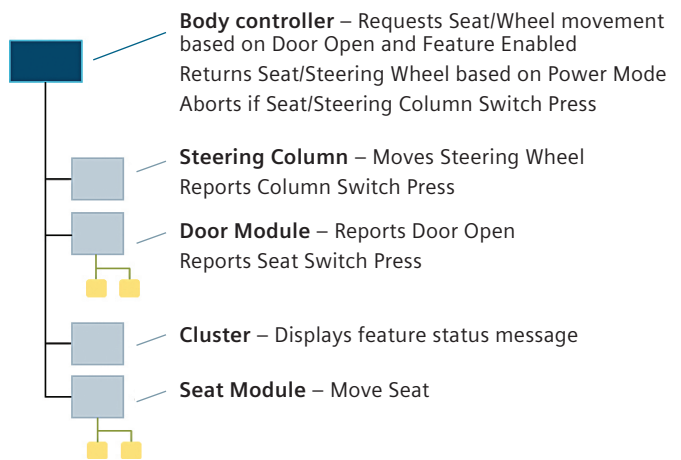 Body controller – Requests Seat/Wheel movement
based on Door Open and Feature Enabled
Returns Seat/Steering Wheel based on Power Mode
Aborts if Seat/Steering Column Switch Press
Steering Column – Moves Steering Wheel
Reports Column Switch Press
Door Module – Reports Door Open
Reports Seat Switch Press
Cluster – Displays feature status message
Seat Module – Move Seat